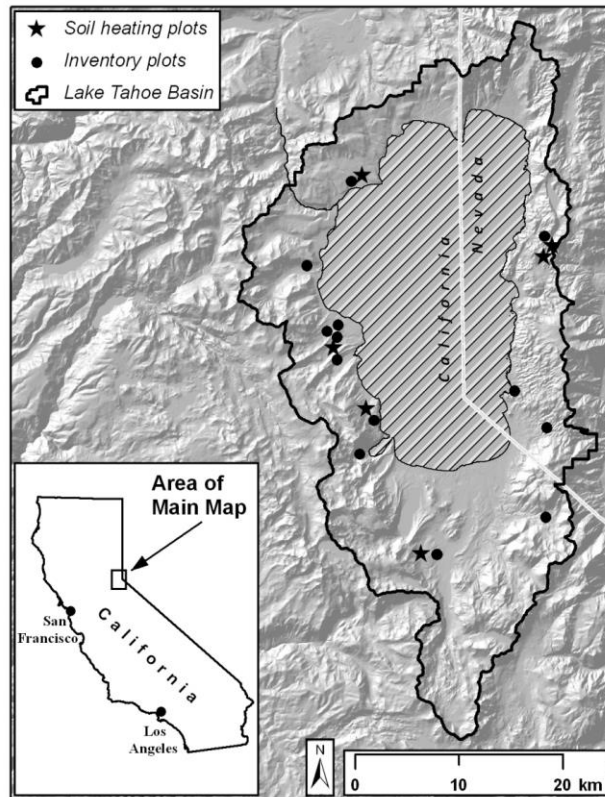 Soil heating plots
Inventory plots
Lake Tahoe Basin
California
Nevada
Area of
Main Map
San
Francisco
California
Los
Angeles
N
0 10 20 km